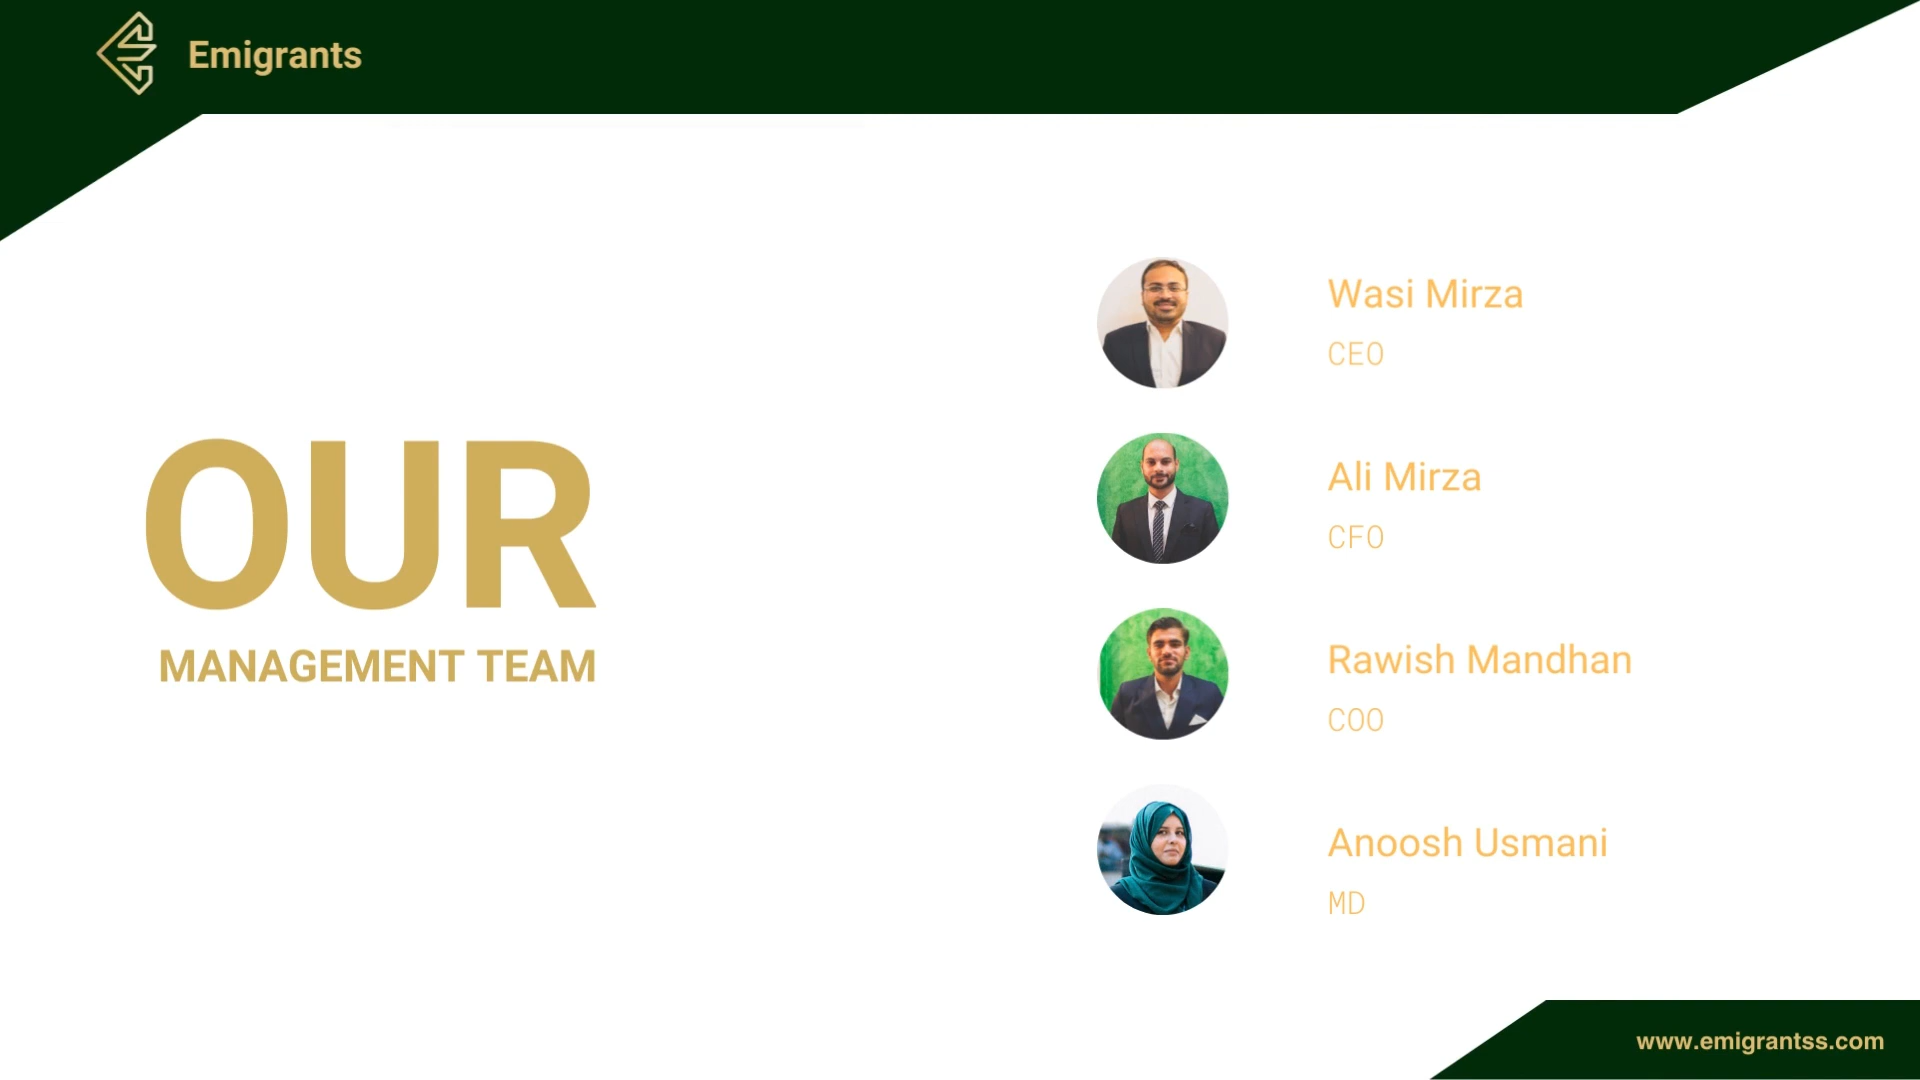 Emigrants
OUR
MANAGEMENT TEAM
Wasi Mirza
CEO
Ali Mirza
CFO
Rawish Mandhan
COO
Anoosh Usmani
MD
www.emigrantss.com